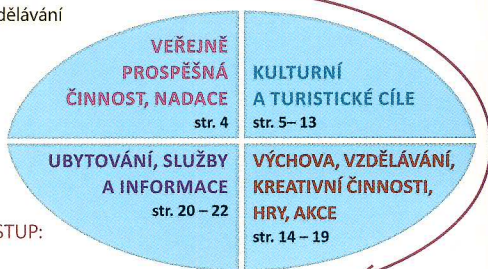 dělávání
VEŘEJNĚ
PROSPĚŠNÁ
ČINNOST, NADACE
str. 4
KULTURNÍ
A TURISTICKÉ CÍLE
str. 5– 13
UBYTOVÁNÍ, SLUŽBY
A INFORMACE
str. 20 – 22
VÝCHOVA, VZDĚLÁVÁNÍ,
KREATIVNÍ ČINNOSTI,
HRY, AKCE
str. 14 – 19
STUP: